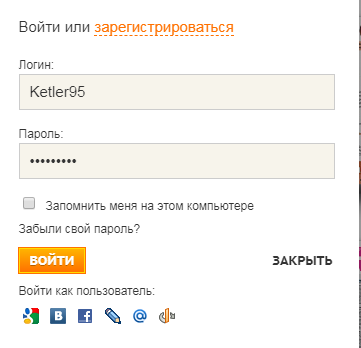 Войти или зарегистрироваться
Логин:
Ketler95
Пароль:
•••••••••
Запомнить меня на этом компьютере
Забыли свой пароль?
ВОЙТИ ЗАКРЫТЬ
Войти как пользователь: